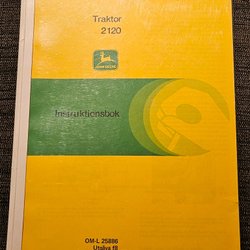 Traktor
2120
JOHN DEERE
Instruktionsbok
OM-L 25886
Utgåva f8